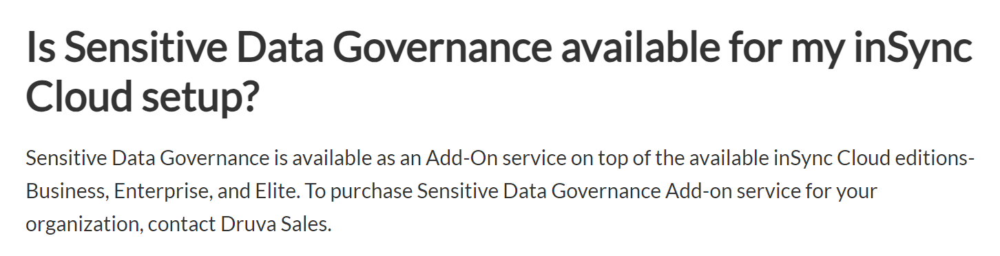 Is Sensitive Data Governance available for my inSync
Cloud setup?
Sensitive Data Governance is available as an Add-On service on top of the available inSync Cloud editions-
Business, Enterprise, and Elite. To purchase Sensitive Data Governance Add-on service for your
organization, contact Druva Sales.